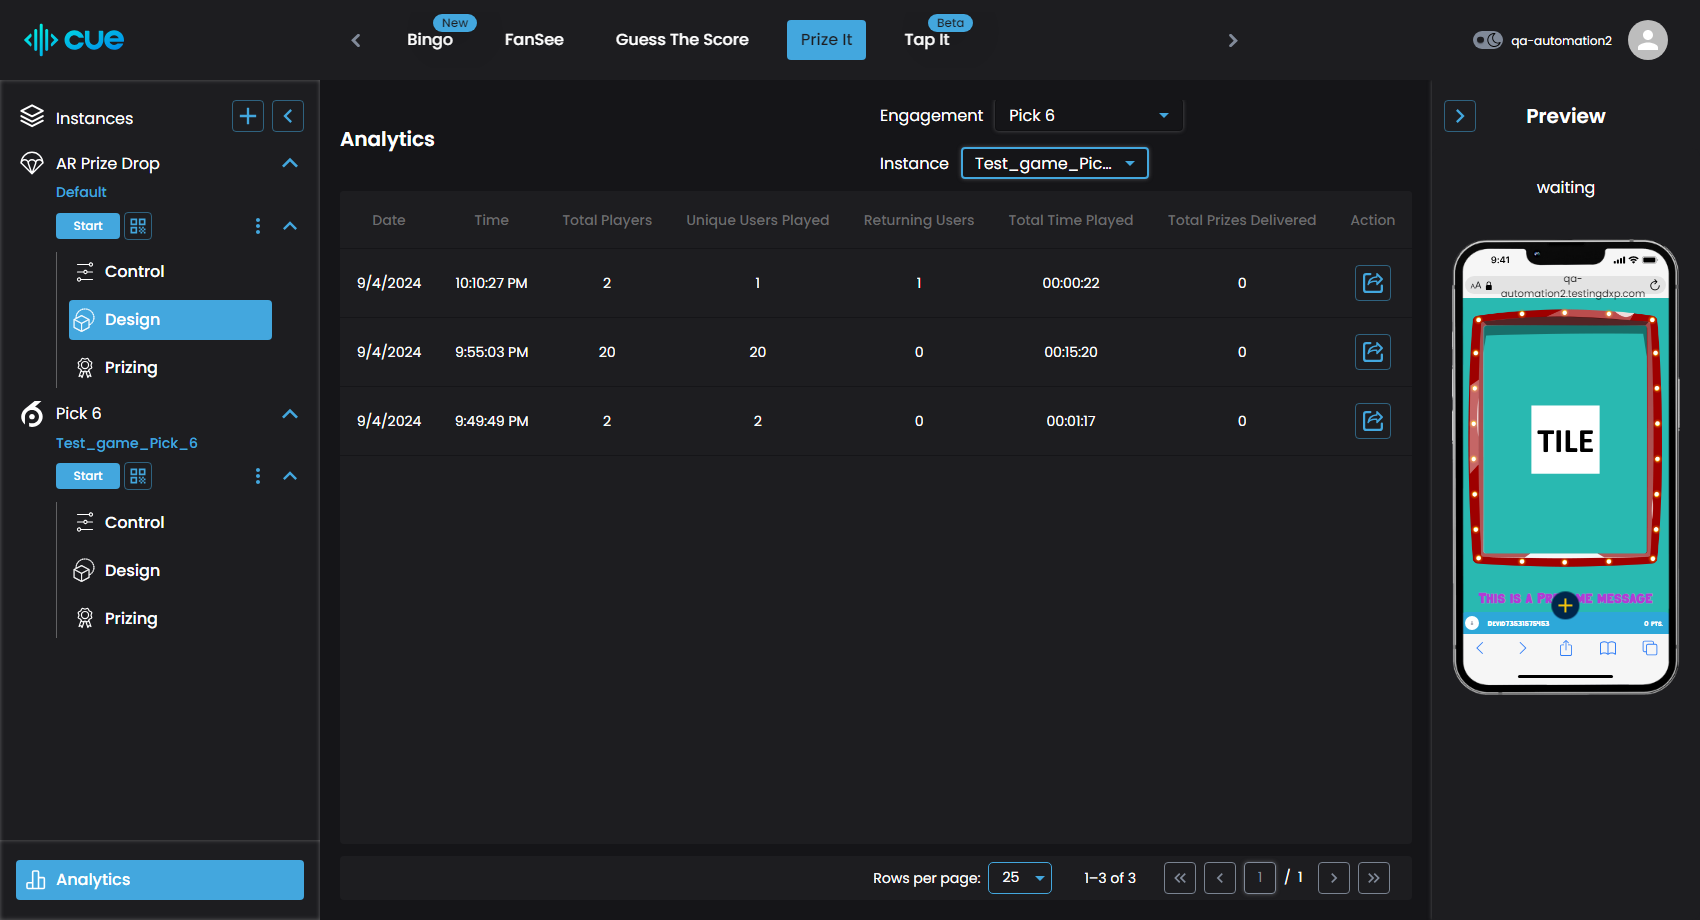 cue
New
Beta
Bingo
FanSee
Guess The Score
Prize It
Tap It
qa-automation2
Instances
AR Prize Drop
Default
Start
Control
Design
Prizing
Pick 6
Test_game_Pick_6
Start
Control
Design
Prizing
Analytics
Analytics
Engagement Pick 6
Instance Test_game_Pic...
Date Time Total Players Unique Users Played Returning Users Total Time Played Total Prizes Delivered Action
9/4/2024 10:10:27 PM 2 1 1 00:00:22 0
9/4/2024 9:55:03 PM 20 20 0 00:15:20 0
9/4/2024 9:49:49 PM 2 2 0 00:01:17 0
Rows per page: 25 1–3 of 3 1 / 1
Preview
waiting
9:41
AA
qa-
automation2.testingdxp.com
TILE
0 PTS.